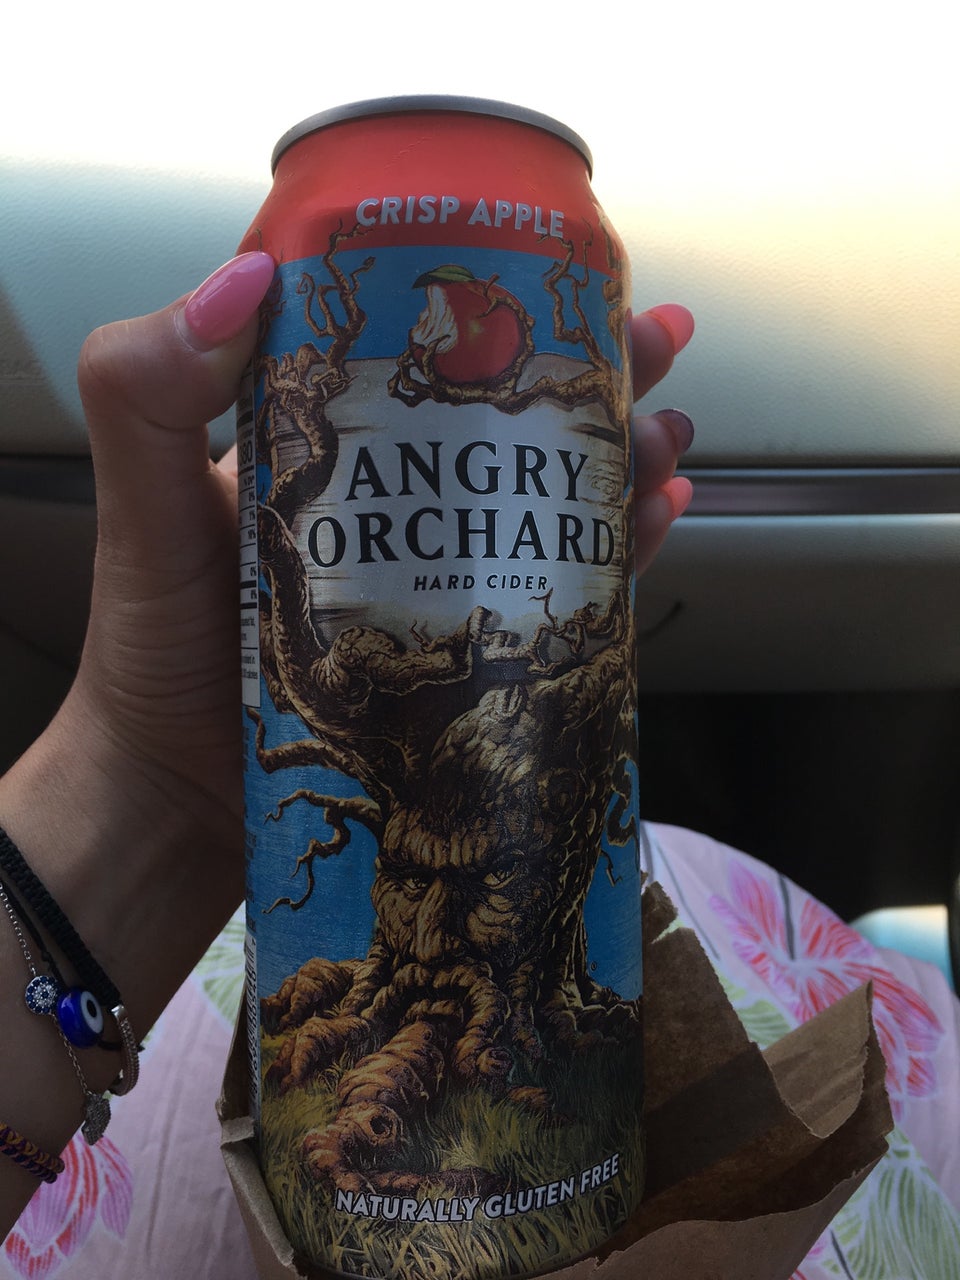 CRISP APPLE
ANGRY
ORCHARD
HARD CIDER
NATURALLY GLUTEN FREE